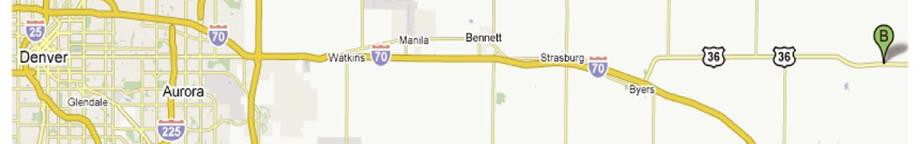 25
70
Denver
Watkins
70
Manila
Bennett
Strasburg
70
36
36
B
Byers
Glendale
Aurora
225